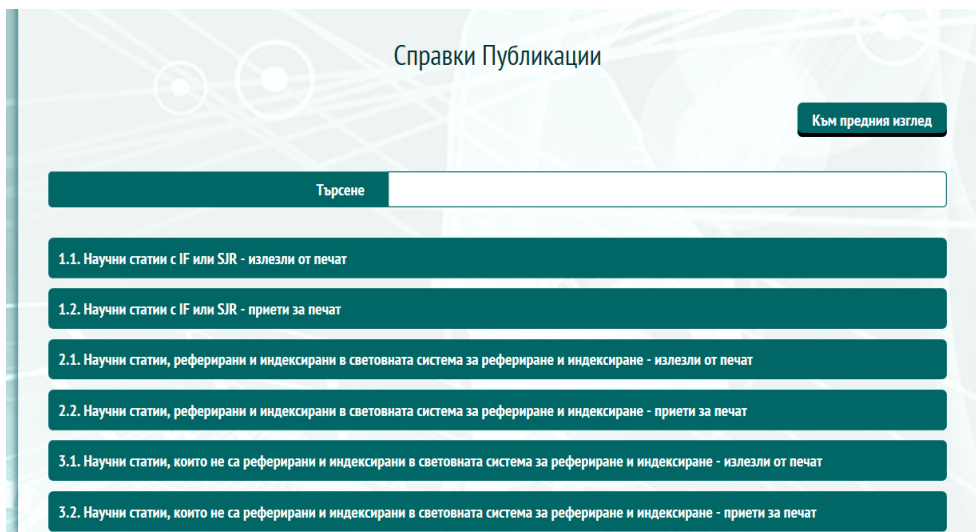 Справки Публикации
Към предния изглед
Търсене
1.1. Научни статии с IF или SJR - излезли от печат
1.2. Научни статии с IF или SJR - приети за печат
2.1. Научни статии, реферирани и индексирани в световната система за рефериране и индексиране - излезли от печат
2.2. Научни статии, реферирани и индексирани в световната система за рефериране и индексиране - приети за печат
3.1. Научни статии, които не са реферирани и индексирани в световната система за рефериране и индексиране - излезли от печат
3.2. Научни статии, които не са реферирани и индексирани в световната система за рефериране и индексиране - приети за печат